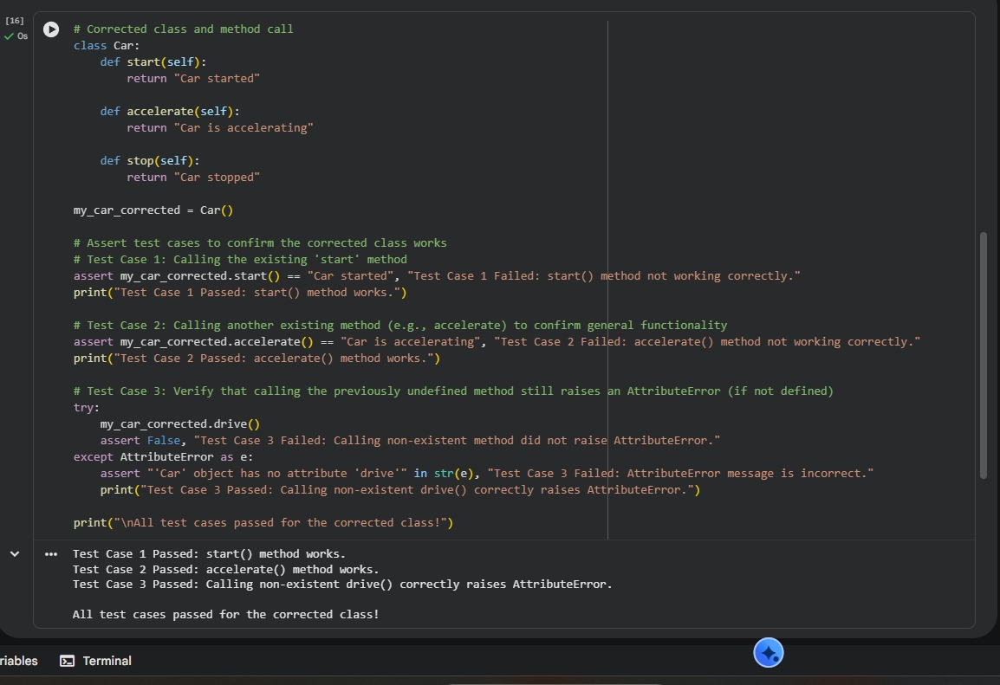 [16]
0s
# Corrected class and method call
class Car:
    def start(self):
        return "Car started"
    def accelerate(self):
        return "Car is accelerating"
    def stop(self):
        return "Car stopped"
my_car_corrected = Car()
# Assert test cases to confirm the corrected class works
# Test Case 1: Calling the existing 'start' method
assert my_car_corrected.start() == "Car started", "Test Case 1 Failed: start() method not working correctly."
print("Test Case 1 Passed: start() method works.")
# Test Case 2: Calling another existing method (e.g., accelerate) to confirm general functionality
assert my_car_corrected.accelerate() == "Car is accelerating", "Test Case 2 Failed: accelerate() method not working correctly."
print("Test Case 2 Passed: accelerate() method works.")
# Test Case 3: Verify that calling the previously undefined method still raises an AttributeError (if not defined)
try:
    my_car_corrected.drive()
    assert False, "Test Case 3 Failed: Calling non-existent method did not raise AttributeError."
except AttributeError as e:
    assert "'Car' object has no attribute 'drive'" in str(e), "Test Case 3 Failed: AttributeError message is incorrect."
    print("Test Case 3 Passed: Calling non-existent drive() correctly raises AttributeError.")
print("\nAll test cases passed for the corrected class!")
Test Case 1 Passed: start() method works.
Test Case 2 Passed: accelerate() method works.
Test Case 3 Passed: Calling non-existent drive() correctly raises AttributeError.
All test cases passed for the corrected class!
riables
Terminal